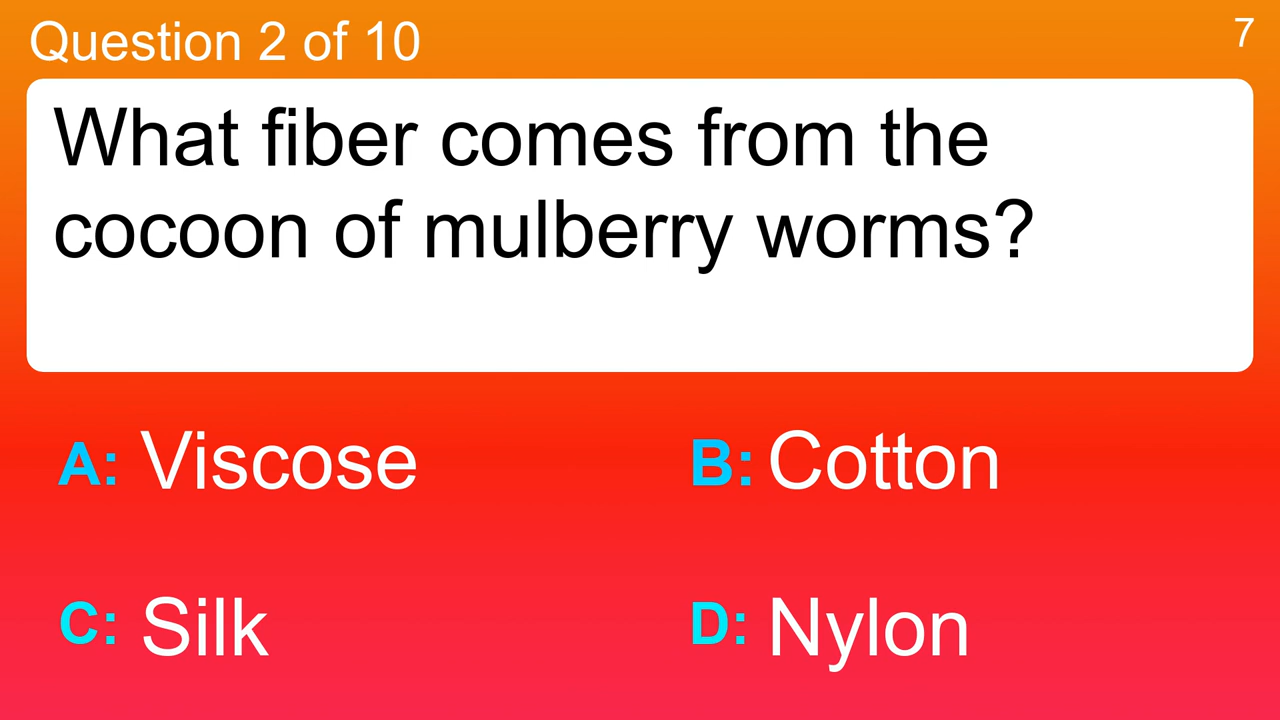 Question 2 of 10
7
What fiber comes from the
cocoon of mulberry worms?
A: Viscose
B: Cotton
C: Silk
D: Nylon